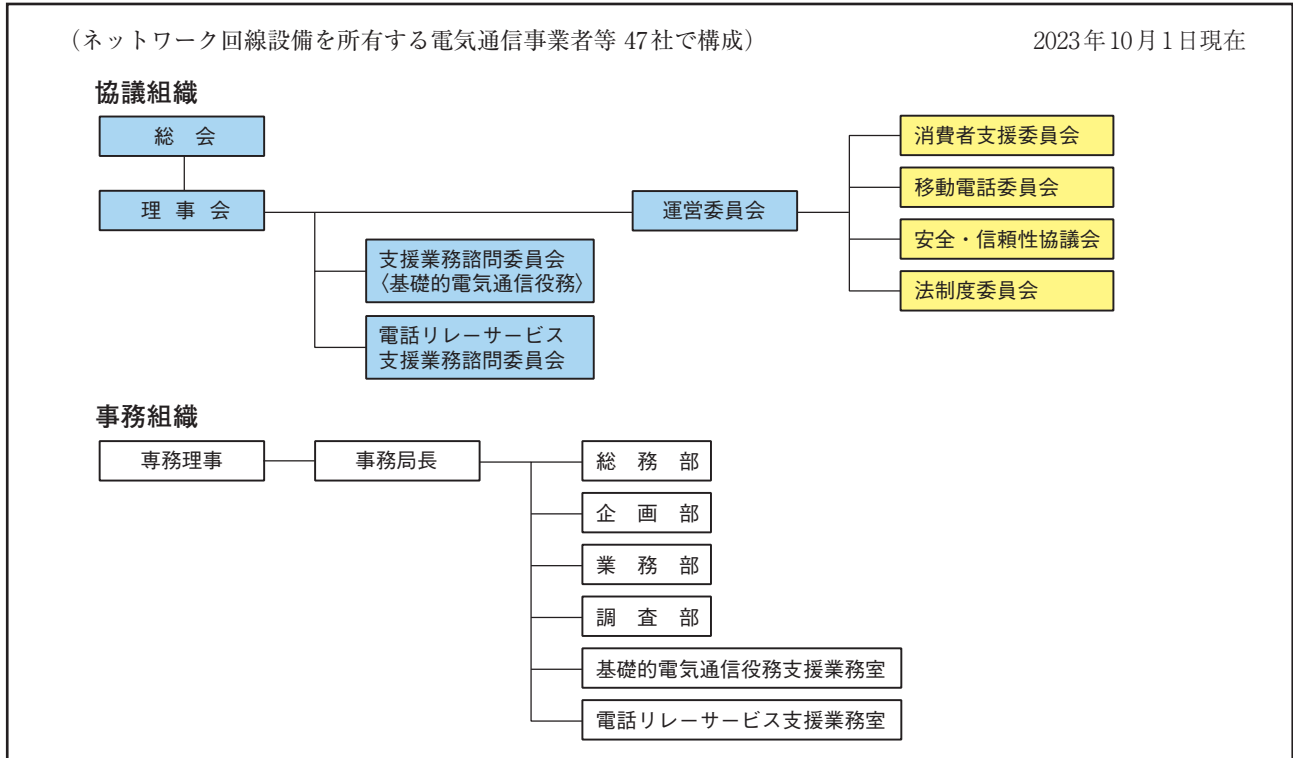 （ネットワーク回線設備を所有する電気通信事業者等 47社で構成）
2023年10月1日現在
協議組織
総 会
理 事 会
運営委員会
消費者支援委員会
移動電話委員会
安全・信頼性協議会
法制度委員会
支援業務諮問委員会
〈基礎的電気通信役務〉
電話リレーサービス
支援業務諮問委員会
事務組織
専務理事
事務局長
総 務 部
企 画 部
業 務 部
調 査 部
基礎的電気通信役務支援業務室
電話リレーサービス支援業務室